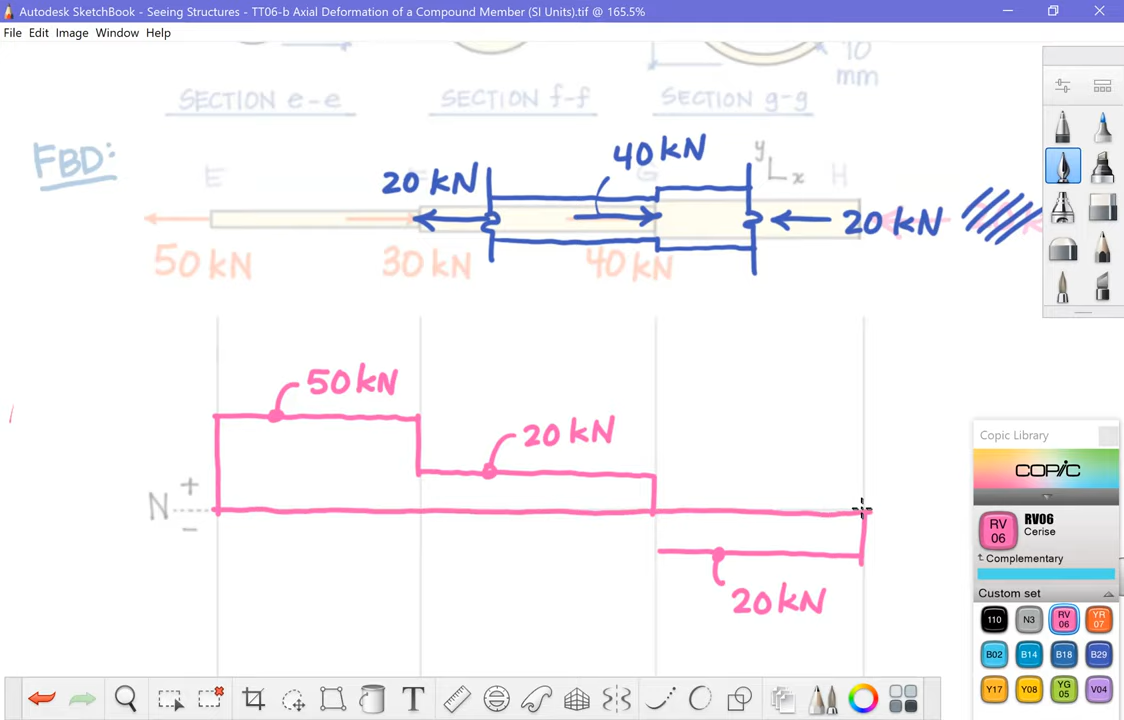 Autodesk SketchBook - Seeing Structures - TT06-b Axial Deformation of a Compound Member (SI Units).tif @ 165.5%
File Edit Image Window Help
10
mm
SECTION e-e SECTION f-f SECTION g-g
FBD:
40 kN
y
x
E
G
H
20 kN
20 kN
50 kN
30 kN
40 kN
50 kN
20 kN
N + -
20 kN
Copic Library
COPIC
RV
06
RV06
Cerise
Complementary
Custom set
110 N3 RV 06 YR 07
B02 B14 B18 B29
Y17 Y08 YG 05 V04
T